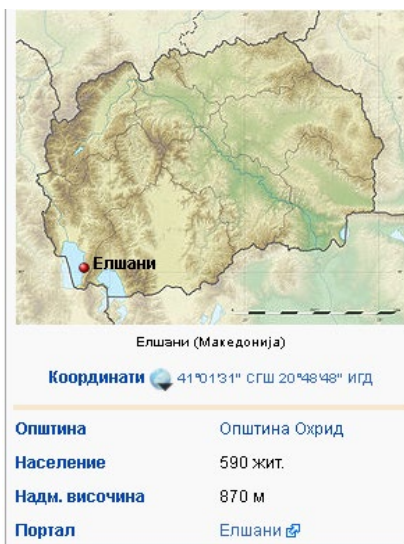 Елшани
Елшани (Македонија)
Координати 41°01′31″ СГШ 20°48′48″ ИГД
Општина Општина Охрид
Население 590 жит.
Надм. височина 870 м
Портал Елшани